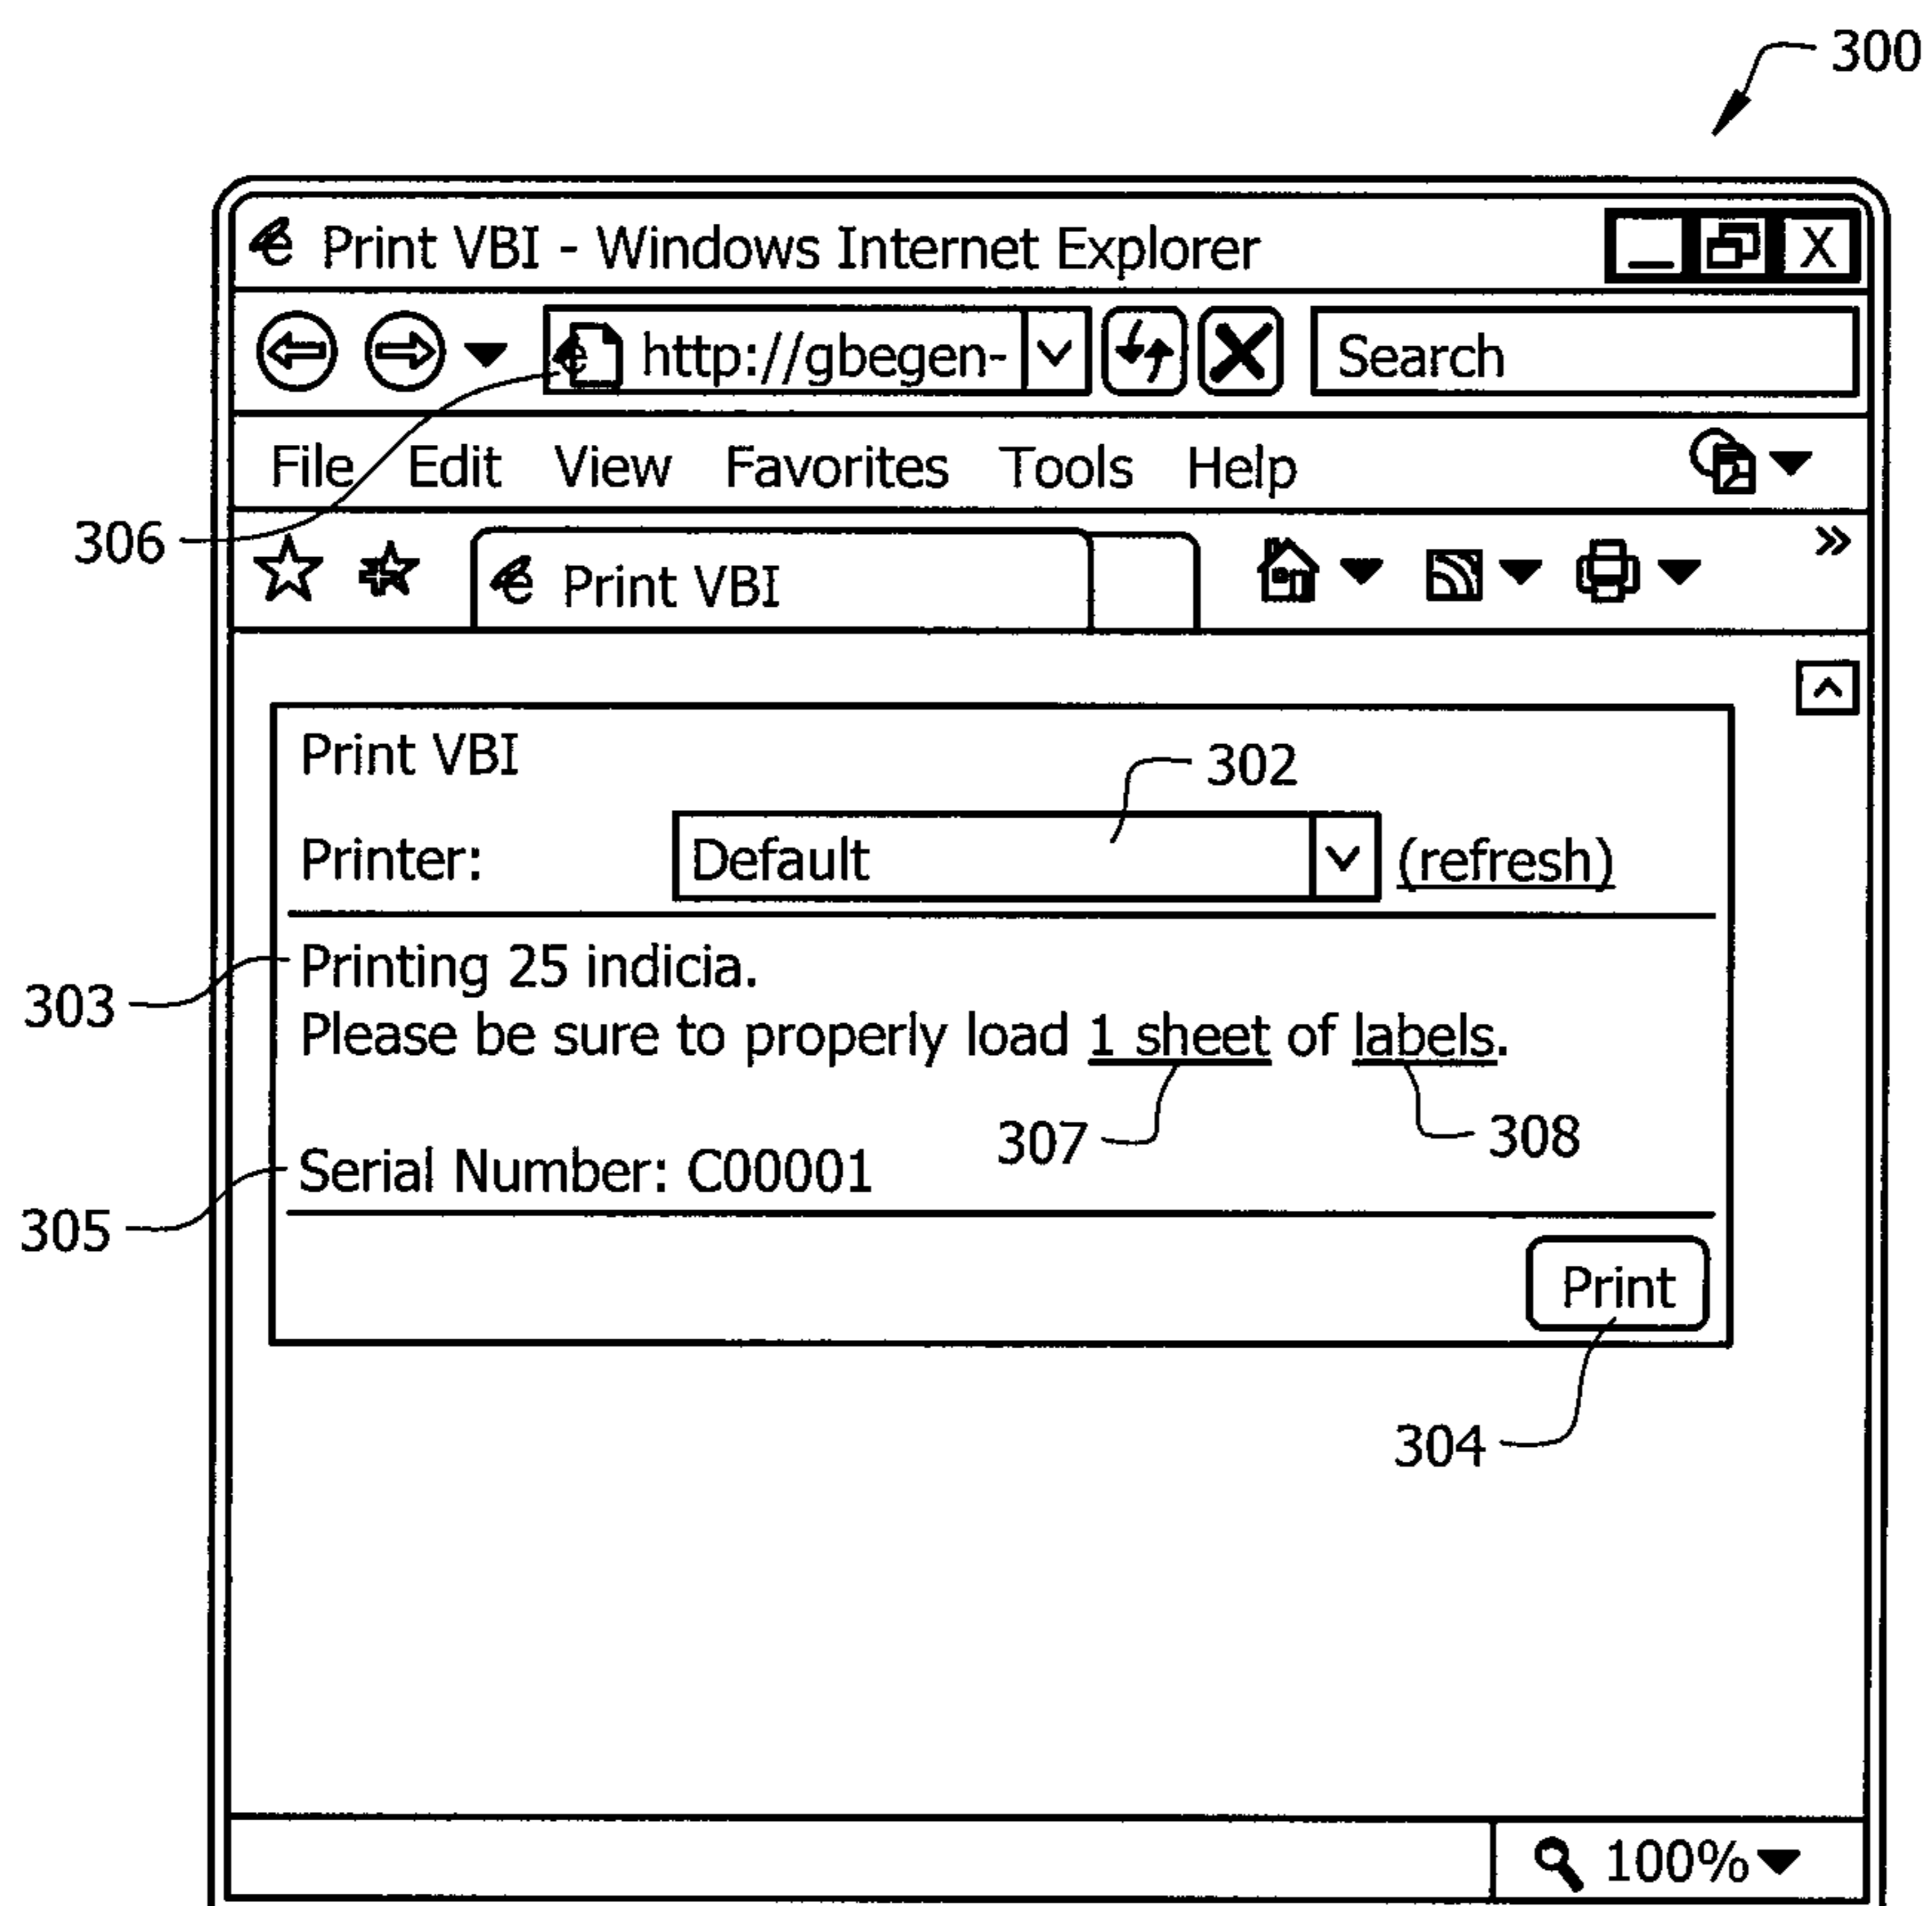 300
Print VBI - Windows Internet Explorer
X
http://gbegen-
Search
File Edit View Favorites Tools Help
306
Print VBI
Print VBI
302
Printer: Default (refresh)
303
Printing 25 indicia.
Please be sure to properly load 1 sheet of labels.
307
308
305
Serial Number: C00001
Print
304
100%